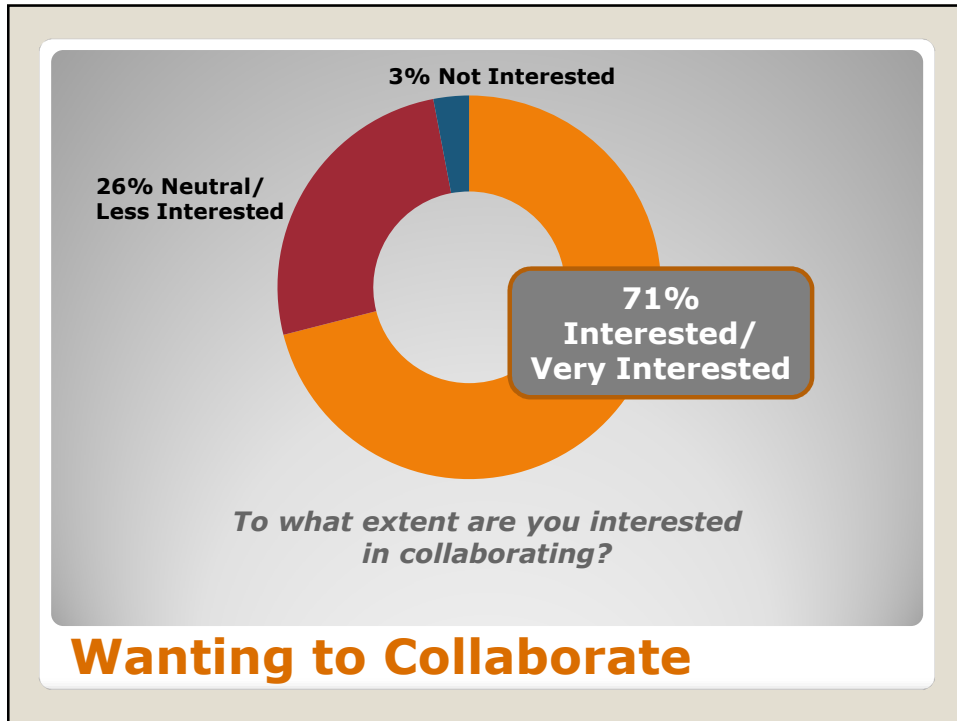 3% Not Interested
26% Neutral/
Less Interested
71%
Interested/
Very Interested
To what extent are you interested
in collaborating?
Wanting to Collaborate